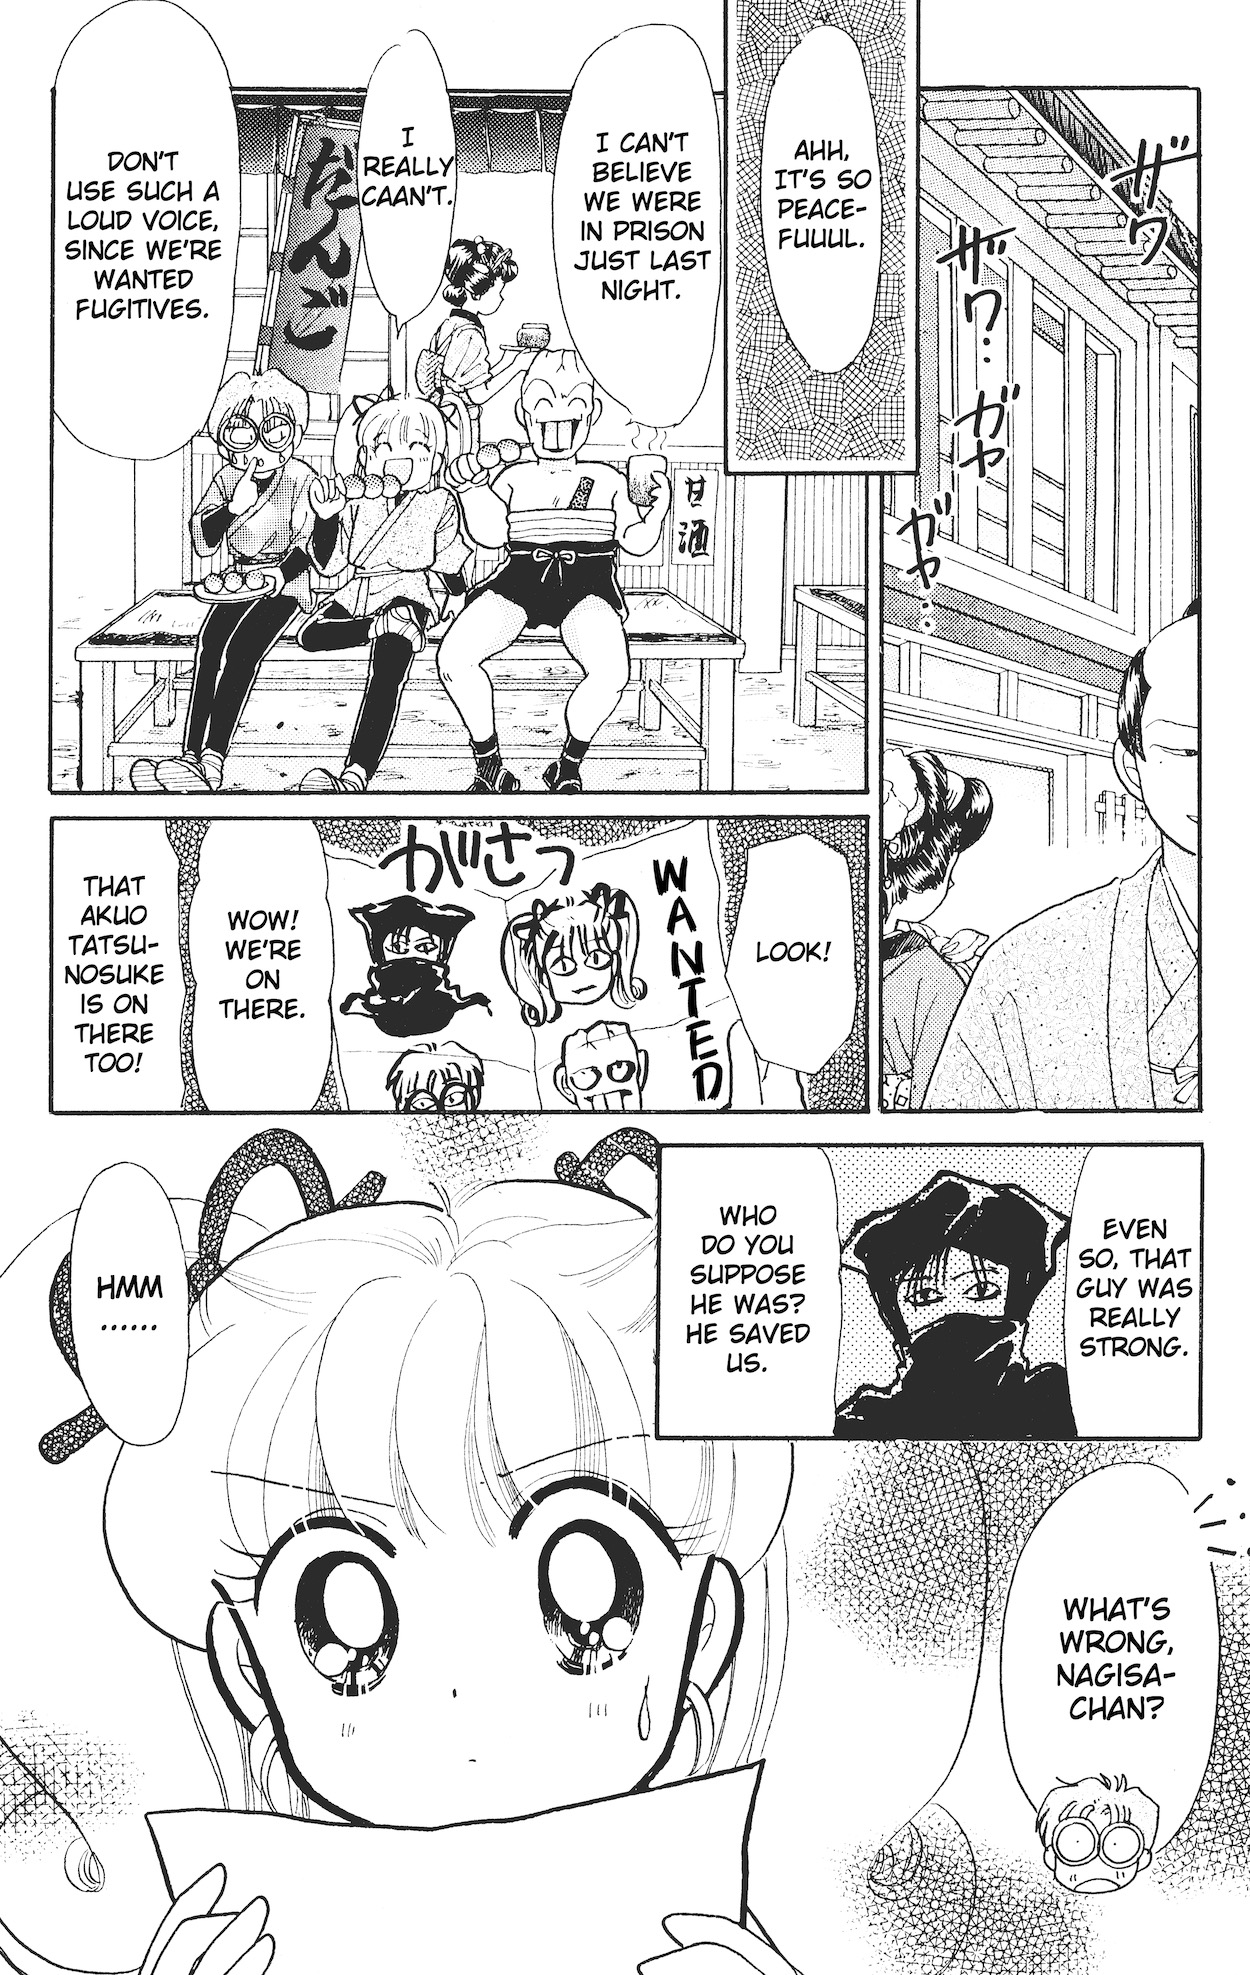 ザワ
ザワ…
ガヤ
ガヤ…
AHH,
IT'S SO
PEACE-
FUUUL.
I CAN'T
BELIEVE
WE WERE
IN PRISON
JUST LAST
NIGHT.
I
REALLY
CAAN'T.
DON'T
USE SUCH A
LOUD VOICE,
SINCE WE'RE
WANTED
FUGITIVES.
だんご
甘酒
LOOK!
WANTED
がさっ
WOW!
WE'RE
ON
THERE.
THAT
AKUO
TATSU-
NOSUKE
IS ON
THERE
TOO!
EVEN
SO, THAT
GUY WAS
REALLY
STRONG.
WHO
DO YOU
SUPPOSE
HE WAS?
HE SAVED
US.
HMM
......
WHAT'S
WRONG,
NAGISA-
CHAN?